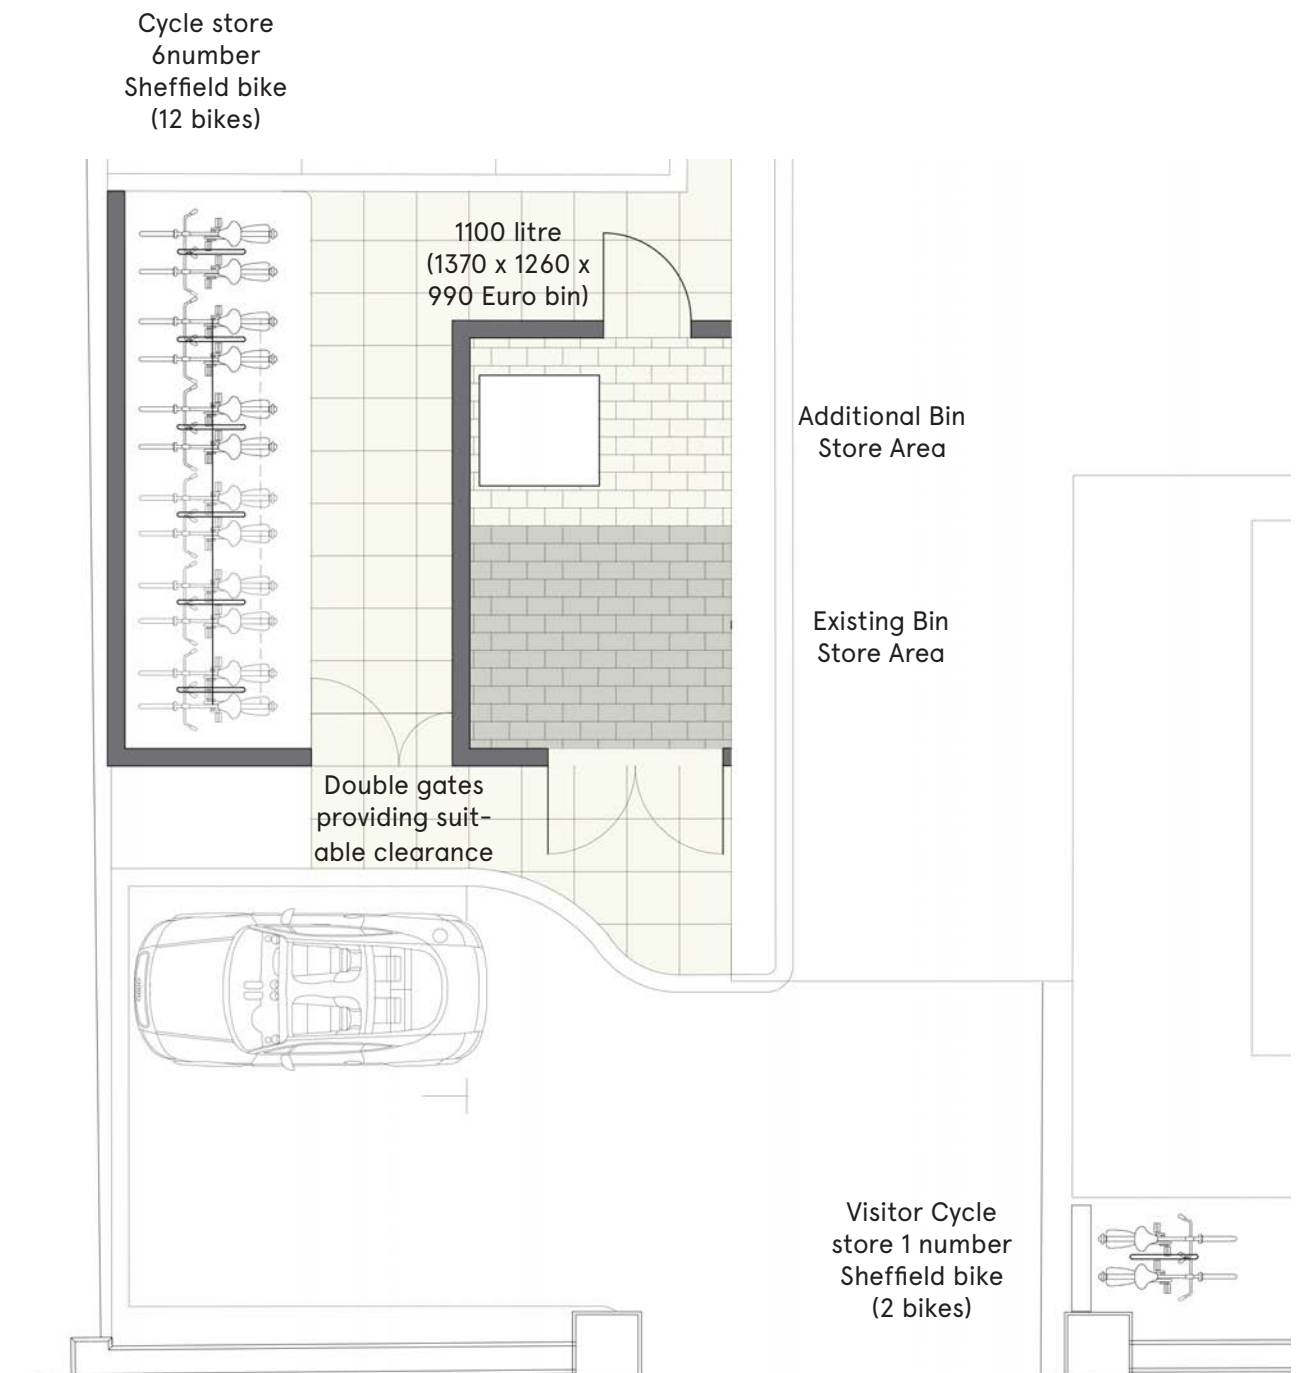 Cycle store
6number
Sheffield bike
(12 bikes)
1100 litre
(1370 x 1260 x
990 Euro bin)
Additional Bin
Store Area
Existing Bin
Store Area
Double gates
providing suit-
able clearance
Visitor Cycle
store 1 number
Sheffield bike
(2 bikes)